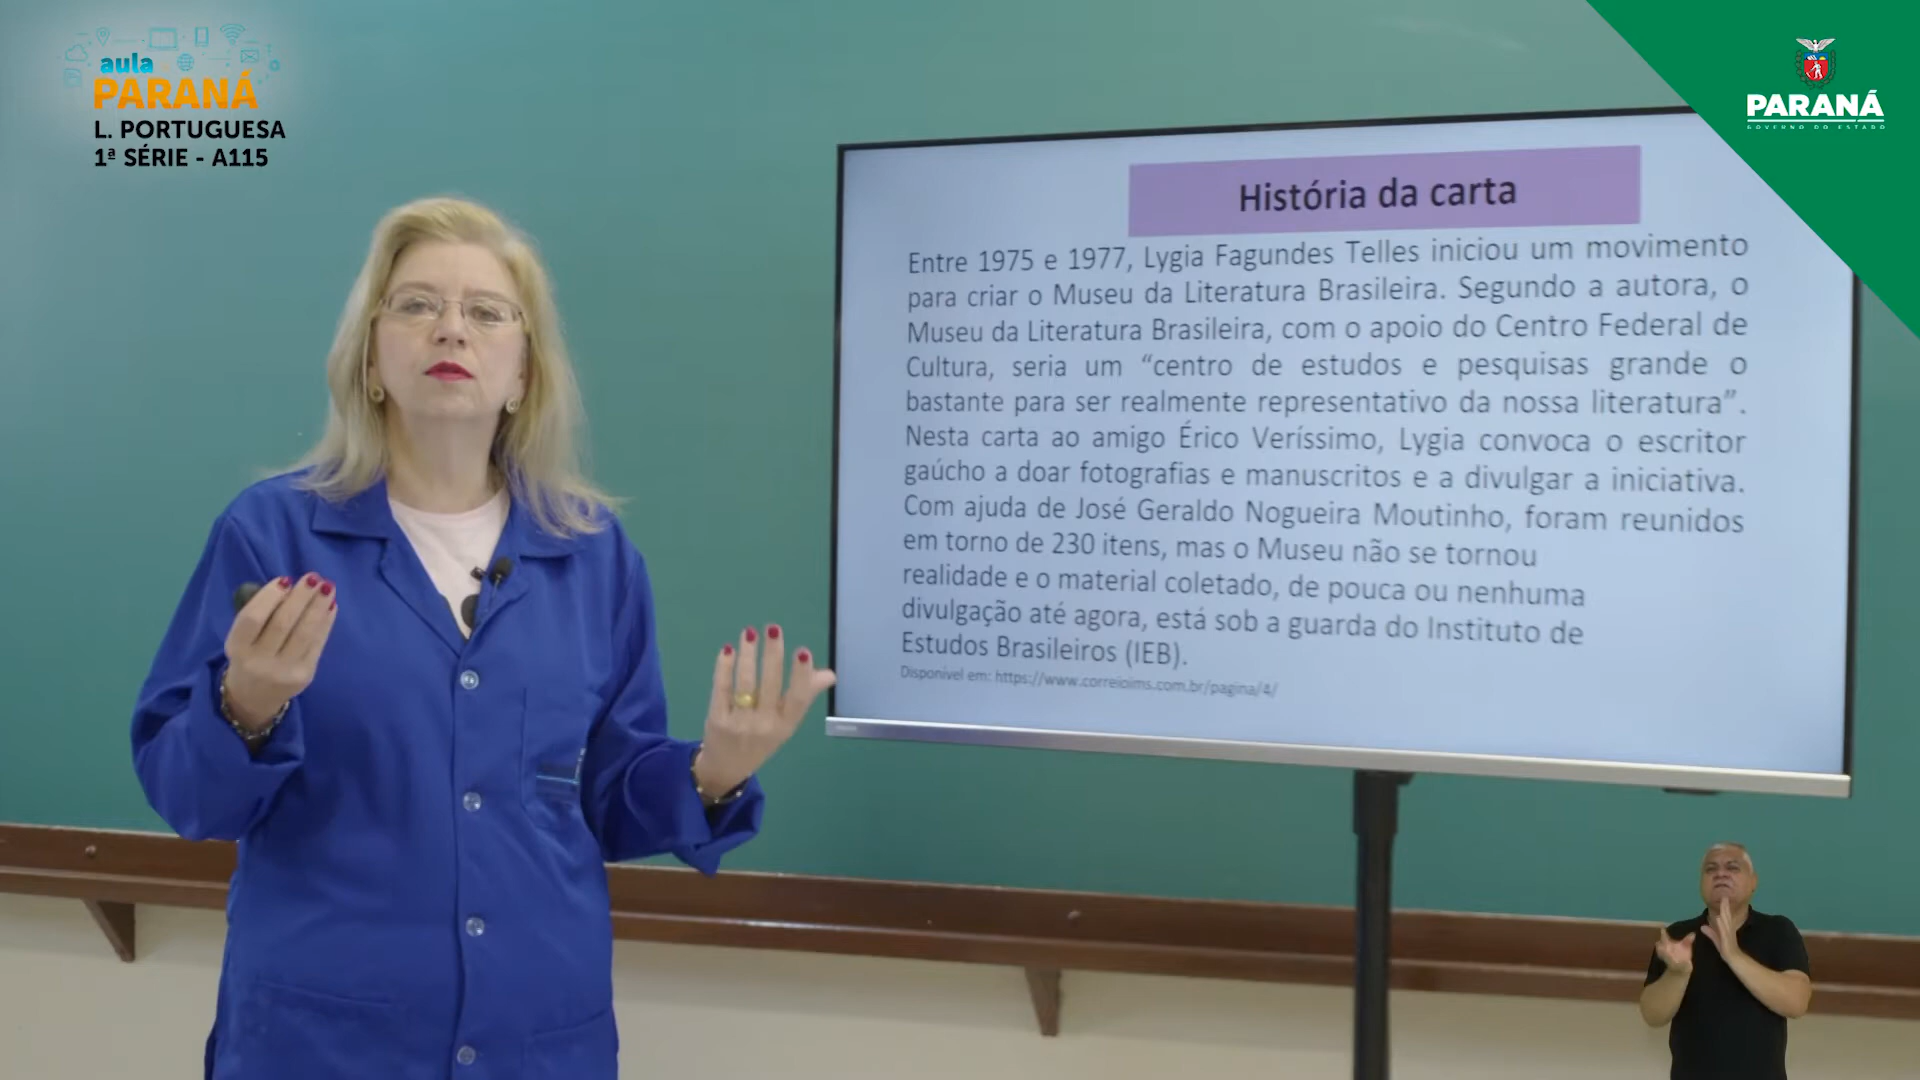 aula
PARANÁ
L. PORTUGUESA
1ª SÉRIE - A115
PARANÁ
GOVERNO DO ESTADO
História da carta
Entre 1975 e 1977, Lygia Fagundes Telles iniciou um movimento
para criar o Museu da Literatura Brasileira. Segundo a autora, o
Museu da Literatura Brasileira, com o apoio do Centro Federal de
Cultura, seria um “centro de estudos e pesquisas grande o
bastante para ser realmente representativo da nossa literatura”.
Nesta carta ao amigo Érico Veríssimo, Lygia convoca o escritor
gaúcho a doar fotografias e manuscritos e a divulgar a iniciativa.
Com ajuda de José Geraldo Nogueira Moutinho, foram reunidos
em torno de 230 itens, mas o Museu não se tornou
realidade e o material coletado, de pouca ou nenhuma
divulgação até agora, está sob a guarda do Instituto de
Estudos Brasileiros (IEB).
Disponível em: https://www.correioims.com.br/pagina/4/